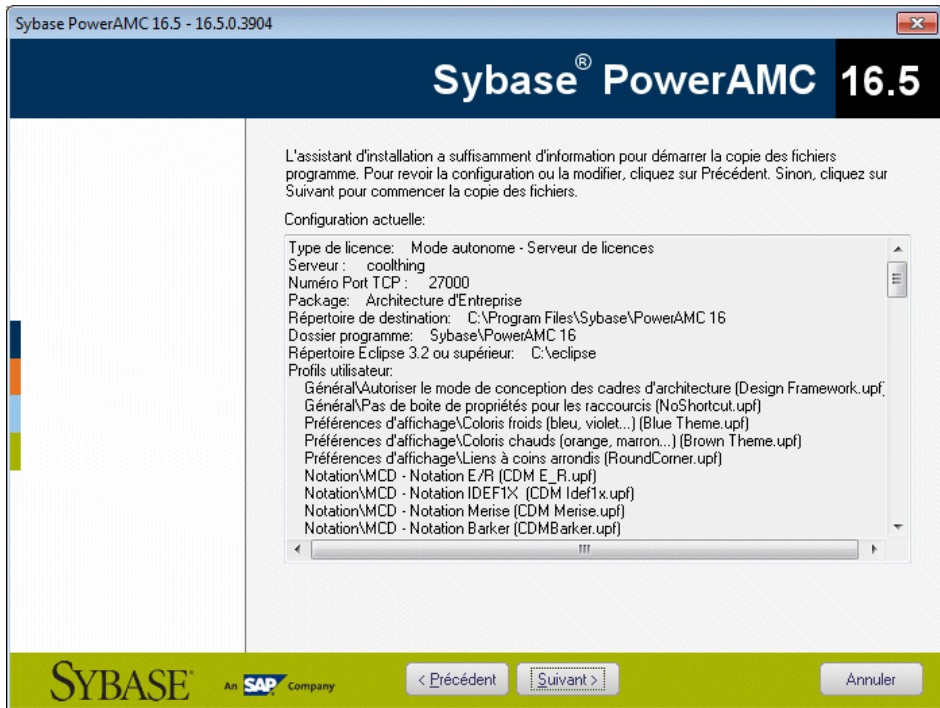 Sybase PowerAMC 16.5 - 16.5.0.3904
Sybase® PowerAMC 16.5
L'assistant d'installation a suffisamment d'information pour démarrer la copie des fichiers
programme. Pour revoir la configuration ou la modifier, cliquez sur Précédent. Sinon, cliquez sur
Suivant pour commencer la copie des fichiers.
Configuration actuelle:
Type de licence: Mode autonome - Serveur de licences
Serveur : coolthing
Numéro Port TCP : 27000
Package: Architecture d'Entreprise
Répertoire de destination: C:\Program Files\Sybase\PowerAMC 16
Dossier programme: Sybase\PowerAMC 16
Répertoire Eclipse 3.2 ou supérieur: C:\eclipse
Profils utilisateur:
Général\Autoriser le mode de conception des cadres d'architecture (Design Framework.upf)
Général\Pas de boite de propriétés pour les raccourcis (NoShortcut.upf)
Préférences d'affichage\Coloris froids (bleu, violet...) (Blue Theme.upf)
Préférences d'affichage\Coloris chauds (orange, marron...) (Brown Theme.upf)
Préférences d'affichage\Liens à coins arrondis (RoundCorner.upf)
Notation\MCD - Notation E/R (CDM E_R.upf)
Notation\MCD - Notation IDEF1X (CDM Idef1x.upf)
Notation\MCD - Notation Merise (CDM Merise.upf)
Notation\MCD - Notation Barker (CDMBarker.upf)
SYBASE An SAP Company
< Précédent
Suivant >
Annuler